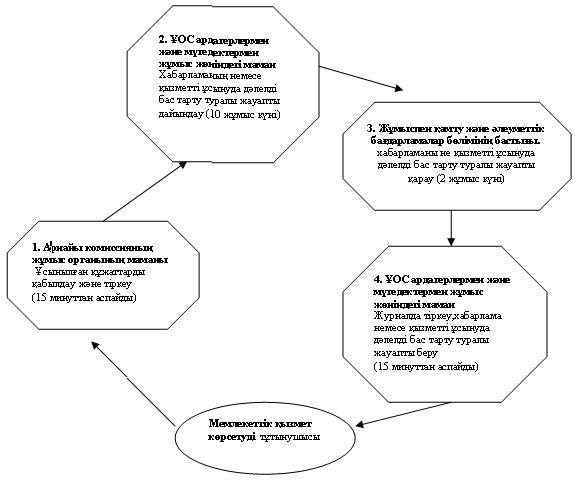 2. ҰОС ардагерлермен
және мүгедектермен
жұмыс жөніндегі маман
Хабарламаның немесе
қызметті ұсынуда дәлелді
бас тарту туралы жауапты
дайындау (10 жұмыс күні)
3. Жұмыспен қамту және әлеуметтік
бағдарламалар бөлімінің бастығы.
хабарламаны не қызметті ұсынуда
дәлелді бас тарту туралы жауапты
қарау (2 жұмыс күні)
1. Арнайы комиссияның
жұмыс органының маманы
Ұсынылған құжаттарды
қабылдау және тіркеу
(15 минуттан аспайды)
4. ҰОС ардагерлермен және
мүгедектермен жұмыс
жөніндегі маман
Журналда тіркеу,хабарлама
немесе қызметті ұсынуда
дәлелді бас тарту туралы
жауапты беру
(15 минуттан аспайды)
Мемлекеттік қызмет
көрсетуді тұтынушысы